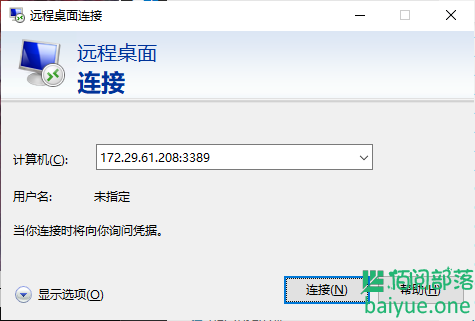 远程桌面连接
远程桌面
连接
计算机(C):
172.29.61.208:3389
用户名:
未指定
当你连接时将向你询问凭据。
显示选项(O)
连接(N)
帮助(H)
佰阅部落
baiyue.one